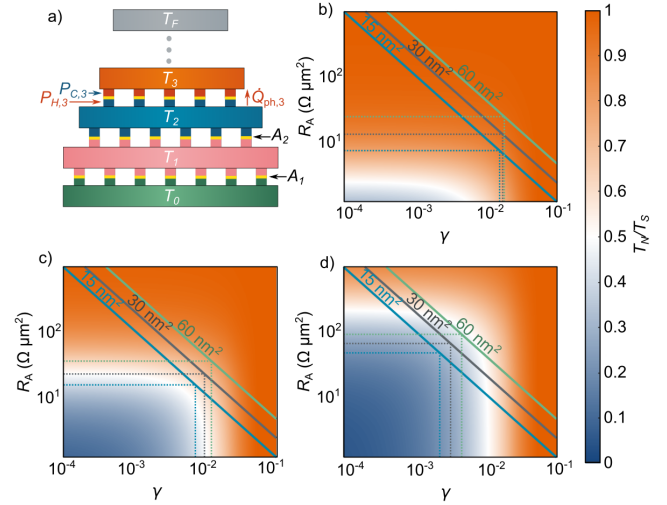 a)
T_F
T_3
P_{C,3}
P_{H,3}
Q̇_{ph,3}
T_2
A_2
T_1
A_1
T_0
b)
R_A (Ω μm²)
10²
10¹
15 nm²
30 nm²
60 nm²
10⁻⁴
10⁻³
10⁻²
10⁻¹
γ
c)
R_A (Ω μm²)
10²
10¹
15 nm²
30 nm²
60 nm²
10⁻⁴
10⁻³
10⁻²
10⁻¹
γ
d)
R_A (Ω μm²)
10²
10¹
15 nm²
30 nm²
60 nm²
10⁻⁴
10⁻³
10⁻²
10⁻¹
γ
1
0.9
0.8
0.7
0.6
0.5
0.4
0.3
0.2
0.1
0
T_N/T_S